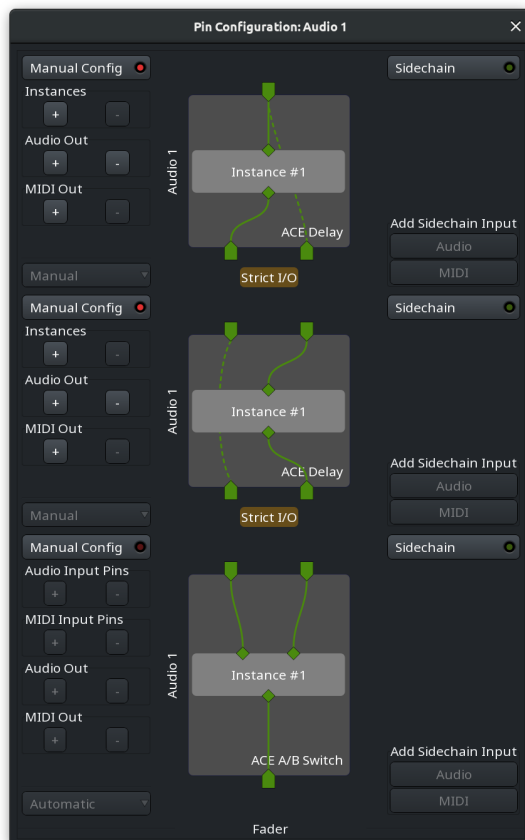 Pin Configuration: Audio 1
Manual Config
Sidechain
Instances
+ -
Audio Out
+ -
MIDI Out
+ -
Audio 1
Instance #1
ACE Delay
Add Sidechain Input
Audio
MIDI
Manual
Strict I/O
Manual Config
Sidechain
Instances
+ -
Audio Out
+ -
MIDI Out
+ -
Audio 1
Instance #1
ACE Delay
Add Sidechain Input
Audio
MIDI
Manual
Strict I/O
Manual Config
Sidechain
Audio Input Pins
+ -
MIDI Input Pins
+ -
Audio Out
+ -
MIDI Out
+ -
Audio 1
Instance #1
ACE A/B Switch
Add Sidechain Input
Audio
MIDI
Automatic
Fader